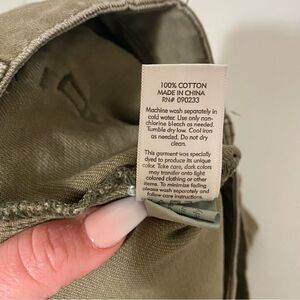 100% COTTON
MADE IN CHINA
RN# 090233
Machine wash separately in
cold water. Use only non-
chlorine bleach as needed.
Tumble dry low. Cool iron
as needed. Do not dry
clean.
This garment was specially
dyed to produce its unique
color. Take care, dark colors
may transfer onto light
colored clothing or other
items. To minimize fading
please wash separately and
follow care instructions.